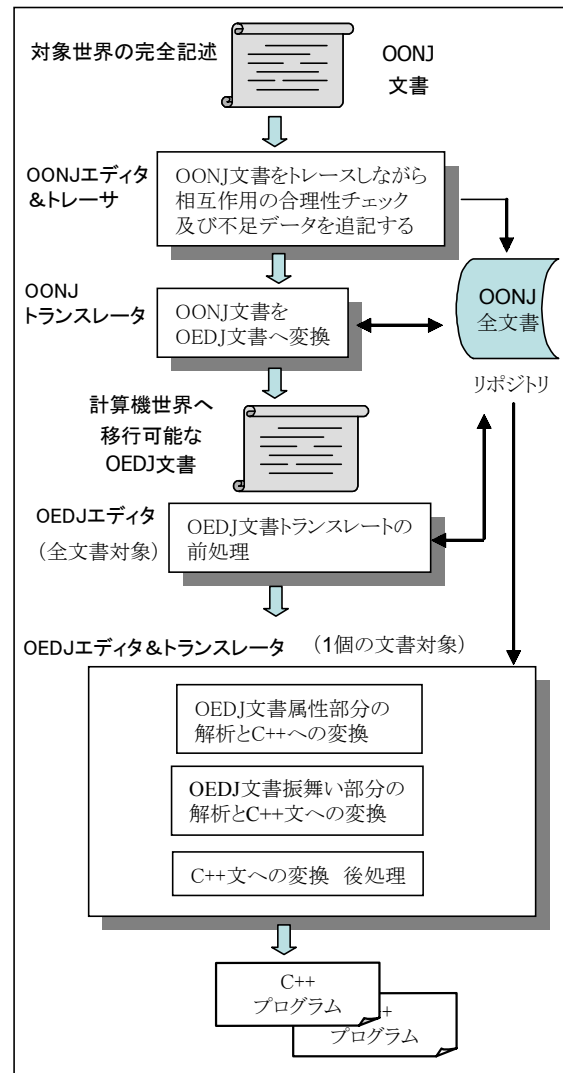 対象世界の完全記述
OONJ
文書
OONJエディタ
＆トレーサ
OONJ文書をトレースしながら
相互作用の合理性チェック
及び不足データを追記する
OONJ
トランスレータ
OONJ文書を
OEDJ文書へ変換
OONJ
全文書
リポジトリ
計算機世界へ
移行可能な
OEDJ文書
OEDJエディタ
（全文書対象）
OEDJ文書トランスレートの
前処理
OEDJエディタ＆トランスレータ （1個の文書対象）
OEDJ文書属性部分の
解析とC++への変換
OEDJ文書振舞い部分の
解析とC++文への変換
C++文への変換 後処理
C++
プログラム
+
プログラム